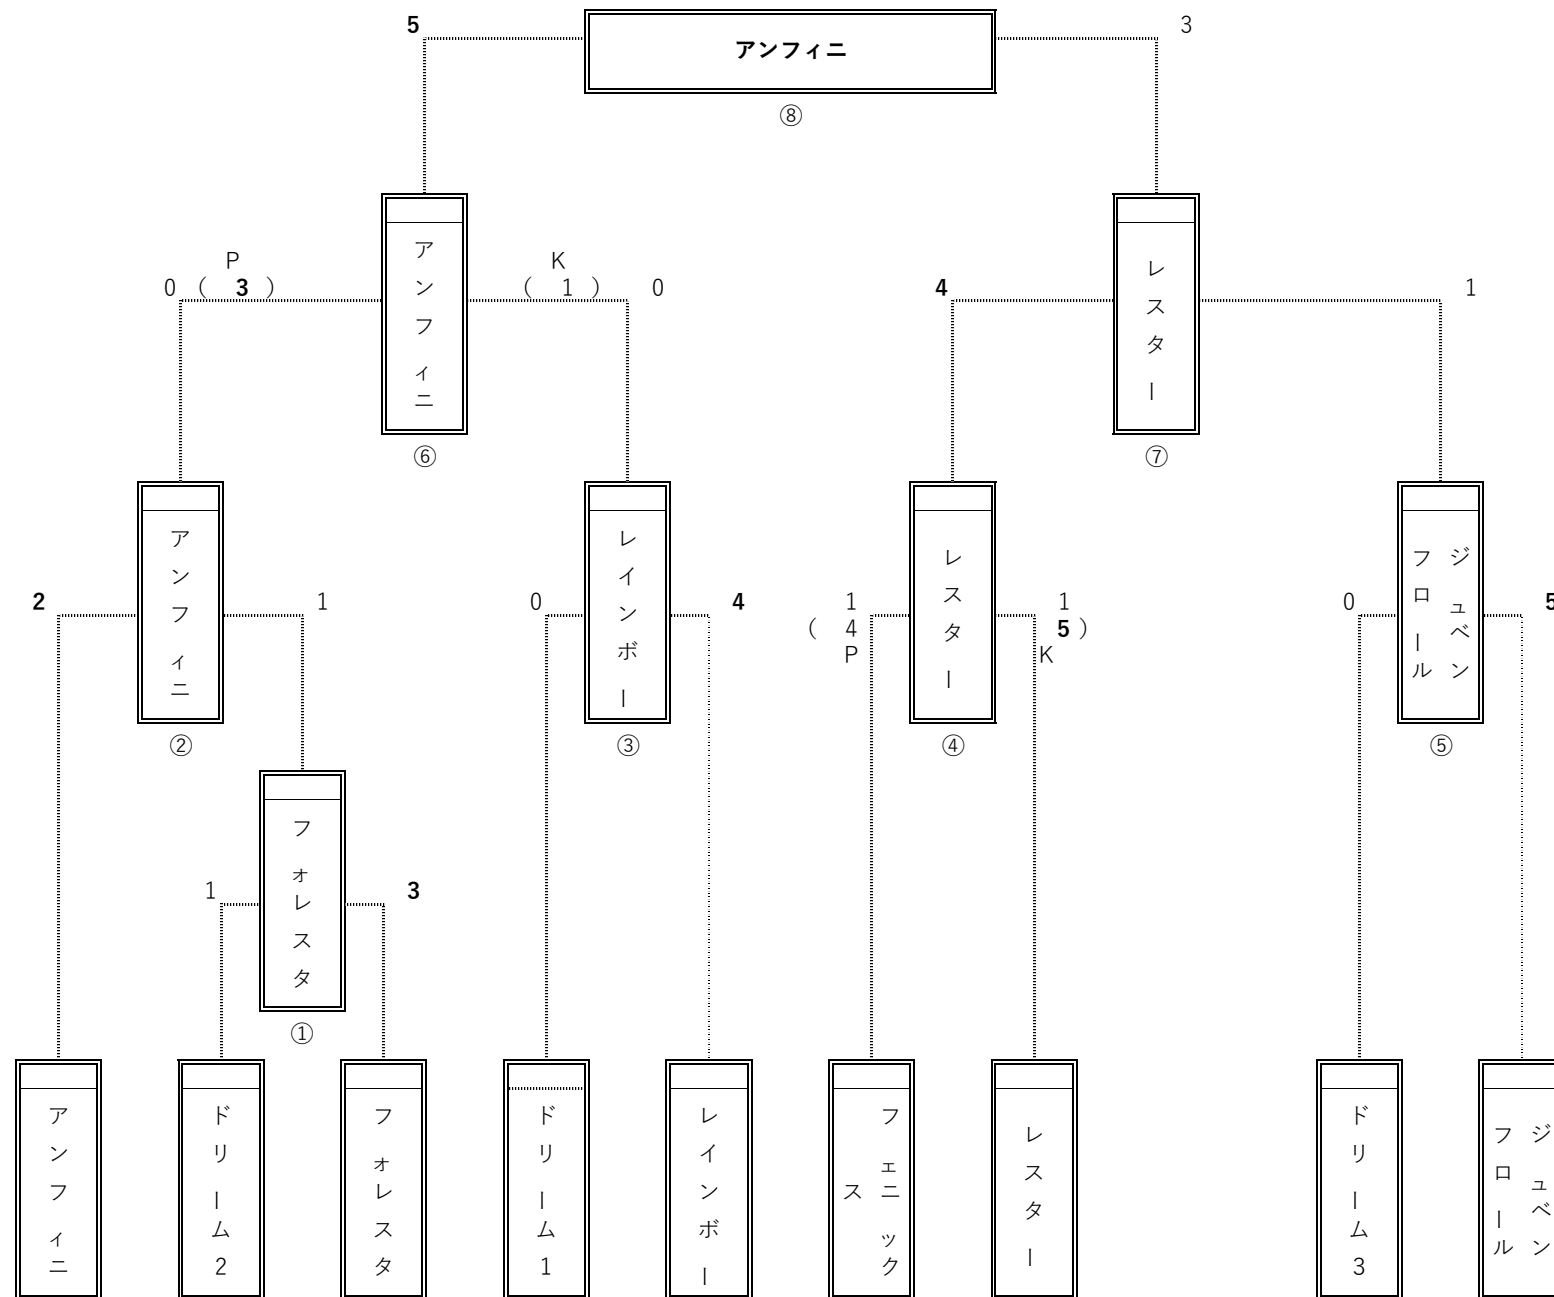 5 アンフィニ 3
⑧
P K
0 ( 3 ) ( 1 ) 0 4 1
アンフィニ
レスター
⑥ ⑦
アンフィニ
レインボー
レスター
ジュベン
フロール
2 1 0 4 1 1 0 5
( 4 5 )
P K
② ③ ④ ⑤
フォレスタ
1 3
①
アンフィニ
ドリーム2
フォレスタ
ドリーム1
レインボー
フェニック
ス
レスター
ドリーム3
ジュベン
フロール